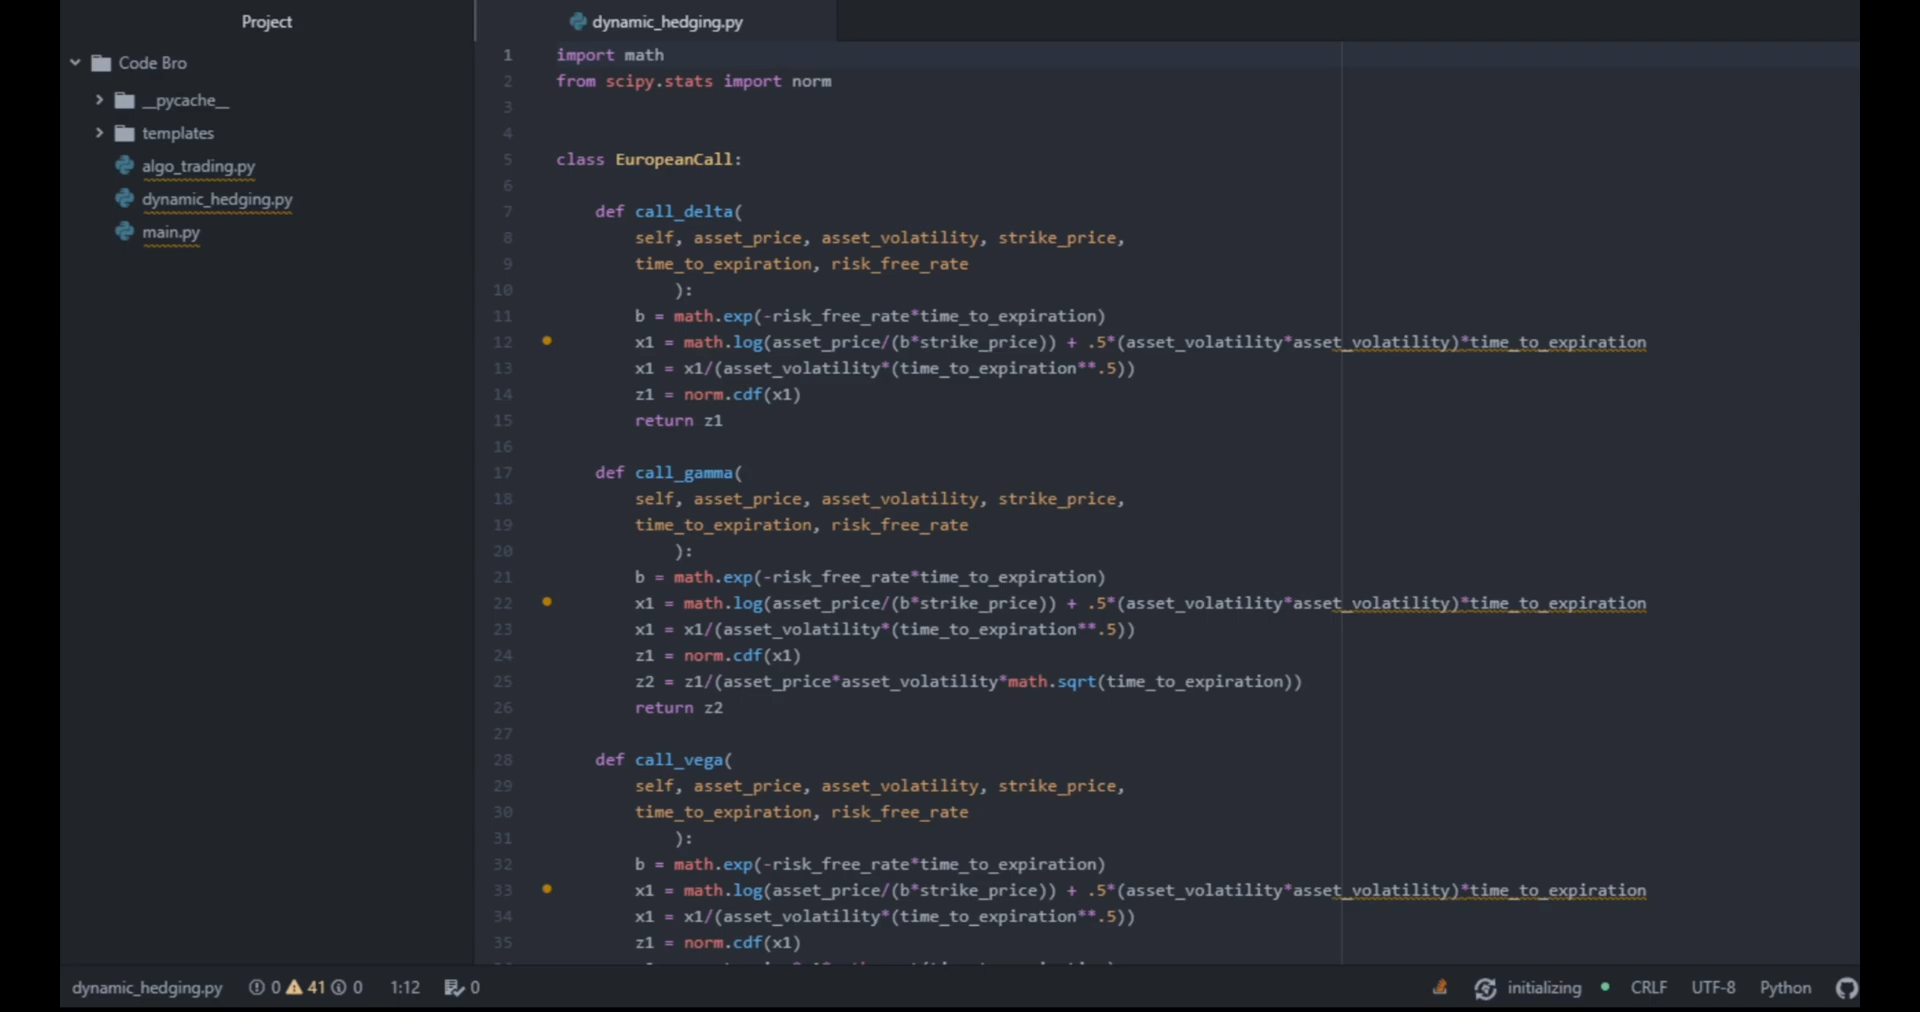 Project
dynamic_hedging.py
Code Bro
__pycache__
templates
algo_trading.py
dynamic_hedging.py
main.py
1 import math
2 from scipy.stats import norm
3
4
5 class EuropeanCall:
6
7 def call_delta(
8 self, asset_price, asset_volatility, strike_price,
9 time_to_expiration, risk_free_rate
10 ):
11 b = math.exp(-risk_free_rate*time_to_expiration)
12 x1 = math.log(asset_price/(b*strike_price)) + .5*(asset_volatility*asset_volatility)*time_to_expiration
13 x1 = x1/(asset_volatility*(time_to_expiration**.5))
14 z1 = norm.cdf(x1)
15 return z1
16
17 def call_gamma(
18 self, asset_price, asset_volatility, strike_price,
19 time_to_expiration, risk_free_rate
20 ):
21 b = math.exp(-risk_free_rate*time_to_expiration)
22 x1 = math.log(asset_price/(b*strike_price)) + .5*(asset_volatility*asset_volatility)*time_to_expiration
23 x1 = x1/(asset_volatility*(time_to_expiration**.5))
24 z1 = norm.cdf(x1)
25 z2 = z1/(asset_price*asset_volatility*math.sqrt(time_to_expiration))
26 return z2
27
28 def call_vega(
29 self, asset_price, asset_volatility, strike_price,
30 time_to_expiration, risk_free_rate
31 ):
32 b = math.exp(-risk_free_rate*time_to_expiration)
33 x1 = math.log(asset_price/(b*strike_price)) + .5*(asset_volatility*asset_volatility)*time_to_expiration
34 x1 = x1/(asset_volatility*(time_to_expiration**.5))
35 z1 = norm.cdf(x1)
dynamic_hedging.py 0 41 0 1:12 0 initializing CRLF UTF-8 Python